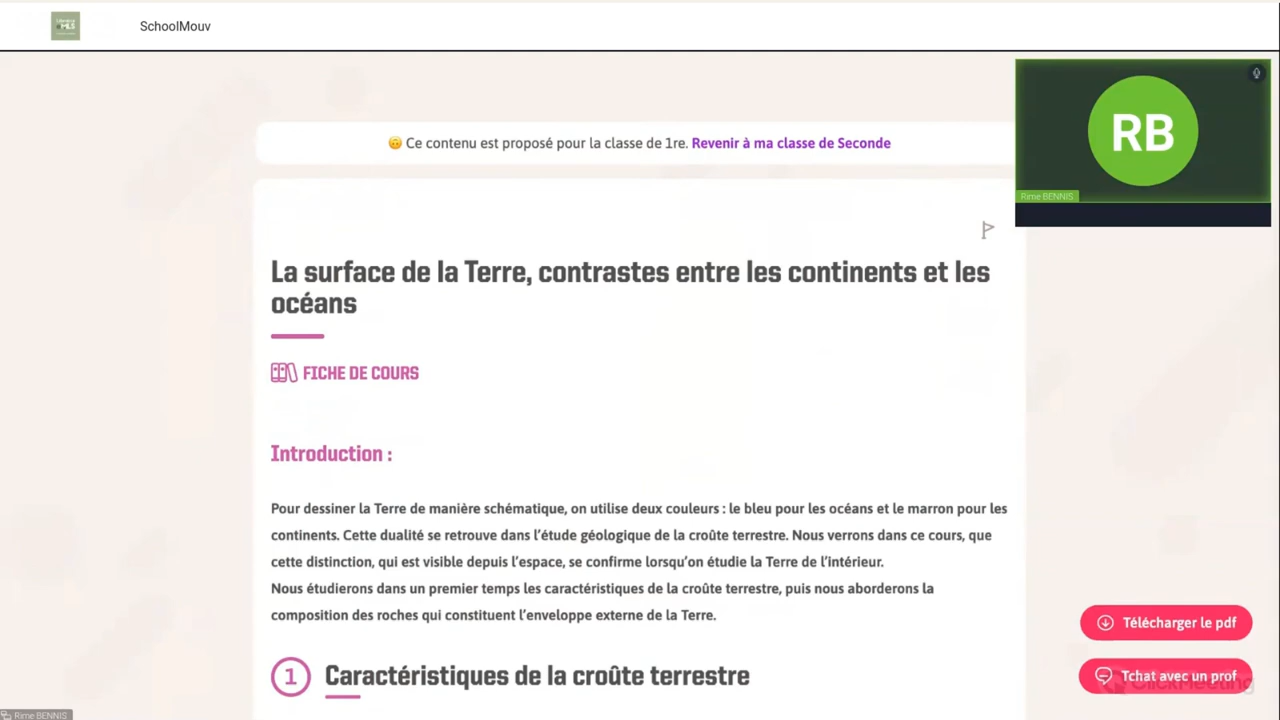 SchoolMouv
🙃 Ce contenu est proposé pour la classe de 1re. Revenir à ma classe de Seconde
RB
Rime BENNIS
La surface de la Terre, contrastes entre les continents et les
océans
FICHE DE COURS
Introduction :
Pour dessiner la Terre de manière schématique, on utilise deux couleurs : le bleu pour les océans et le marron pour les
continents. Cette dualité se retrouve dans l’étude géologique de la croûte terrestre. Nous verrons dans ce cours, que
cette distinction, qui est visible depuis l’espace, se confirme lorsqu’on étudie la Terre de l’intérieur.
Nous étudierons dans un premier temps les caractéristiques de la croûte terrestre, puis nous aborderons la
composition des roches qui constituent l’enveloppe externe de la Terre.
Télécharger le pdf
1 Caractéristiques de la croûte terrestre
Tchat avec un prof
ClickMeeting
Rime BENNIS